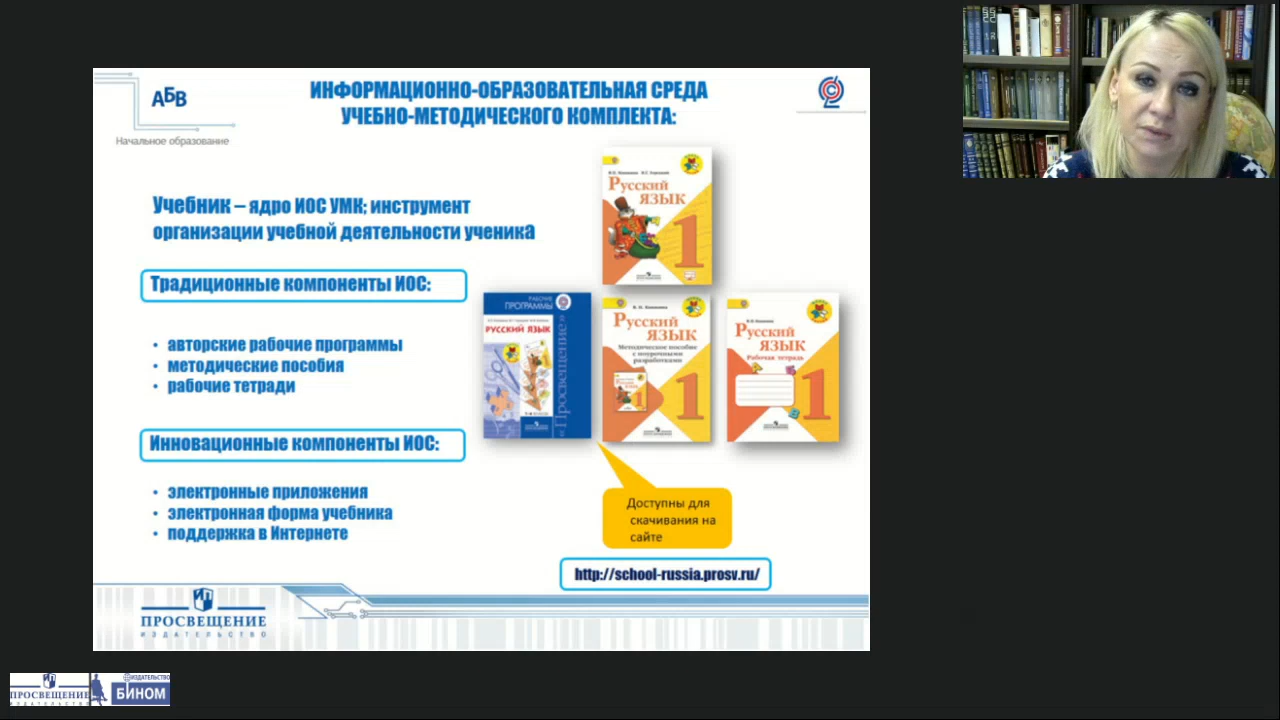 АБВ
Начальное образование
ИНФОРМАЦИОННО-ОБРАЗОВАТЕЛЬНАЯ СРЕДА
УЧЕБНО-МЕТОДИЧЕСКОГО КОМПЛЕКТА:
Учебник – ядро ИОС УМК; инструмент
организации учебной деятельности ученика
Традиционные компоненты ИОС:
• авторские рабочие программы
• методические пособия
• рабочие тетради
Инновационные компоненты ИОС:
• электронные приложения
• электронная форма учебника
• поддержка в Интернете
Русский
язык
1
РАБОЧИЕ
ПРОГРАММЫ
РУССКИЙ ЯЗЫК
«Просвещение»
Русский
язык
Методическое пособие
с поурочными
разработками
1
Русский
язык
Рабочая тетрадь
1
Доступны для
скачивания на
сайте
http://school-russia.prosv.ru/
ПРОСВЕЩЕНИЕ
ИЗДАТЕЛЬСТВО
ПРОСВЕЩЕНИЕ
ИЗДАТЕЛЬСТВО
ИЗДАТЕЛЬСТВО
БИНОМ